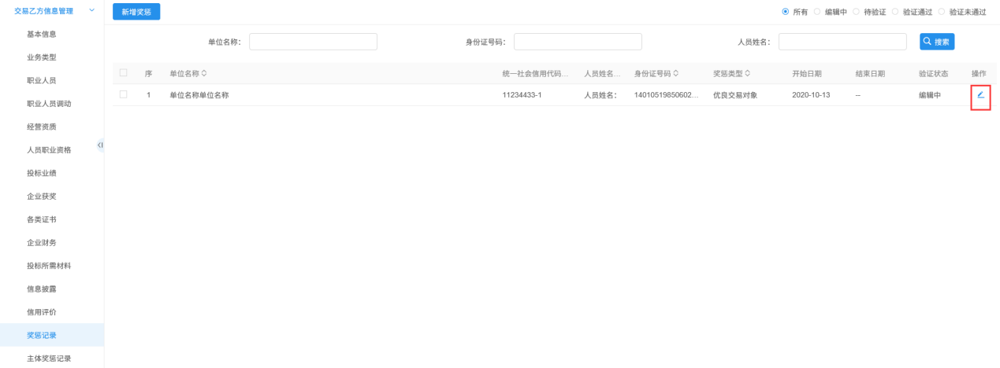 交易乙方信息管理
基本信息
业务类型
职业人员
职业人员调动
经营资质
人员职业资格
投标业绩
企业获奖
各类证书
企业财务
投标所需材料
信息披露
信用评价
奖惩记录
主体奖惩记录
新增奖惩
所有 编辑中 待验证 验证通过 验证未通过
单位名称： 身份证号码： 人员姓名： 搜索
序 单位名称 统一社会信用代码... 人员姓名... 身份证号码 奖惩类型 开始日期 结束日期 验证状态 操作
1 单位名称单位名称 11234433-1 人员姓名： 14010519850602... 优良交易对象 2020-10-13 -- 编辑中